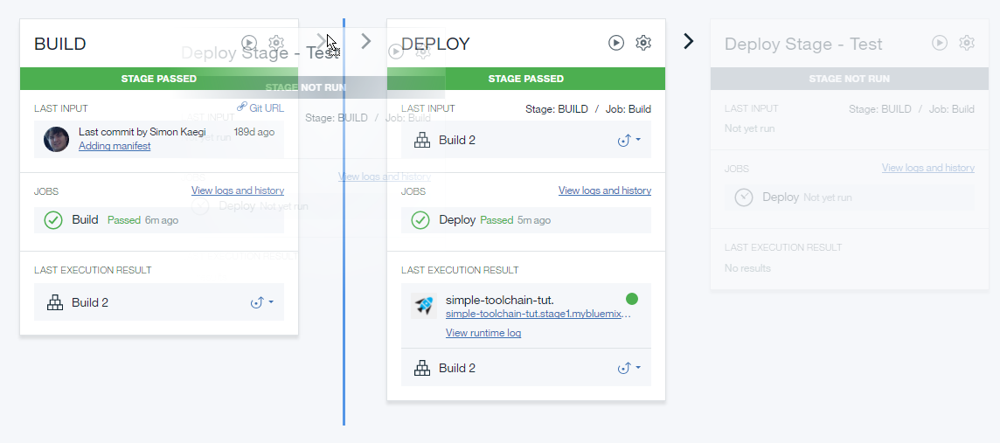 BUILD
STAGE PASSED
LAST INPUT
Git URL
Last commit by Simon Kaegi
189d ago
Adding manifest
JOBS
View logs and history
Build Passed 6m ago
LAST EXECUTION RESULT
Build 2
Deploy Stage - Test
STAGE NOT RUN
LAST INPUT
Stage: BUILD / Job: Build
Not yet run
View logs and history
Deploy Not yet run
DEPLOY
STAGE PASSED
LAST INPUT
Stage: BUILD / Job: Build
Build 2
JOBS
View logs and history
Deploy Passed 5m ago
LAST EXECUTION RESULT
simple-toolchain-tut.
simple-toolchain-tut.stage1.mybluemix...
View runtime log
Build 2
Deploy Stage - Test
STAGE NOT RUN
LAST INPUT
Stage: BUILD / Job: Build
Not yet run
JOBS
View logs and history
Deploy Not yet run
LAST EXECUTION RESULT
No results